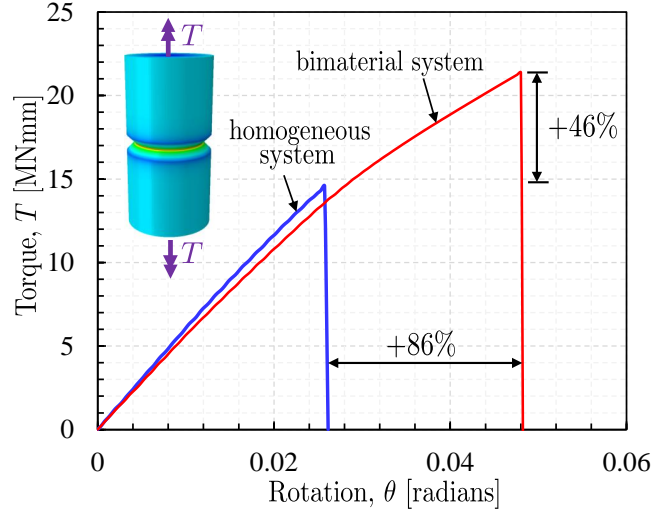 25
20
15
10
5
0
Torque, T [MNmm]
T
T
bimaterial system
homogeneous
system
+46%
+86%
0
0.02
0.04
0.06
Rotation, θ [radians]